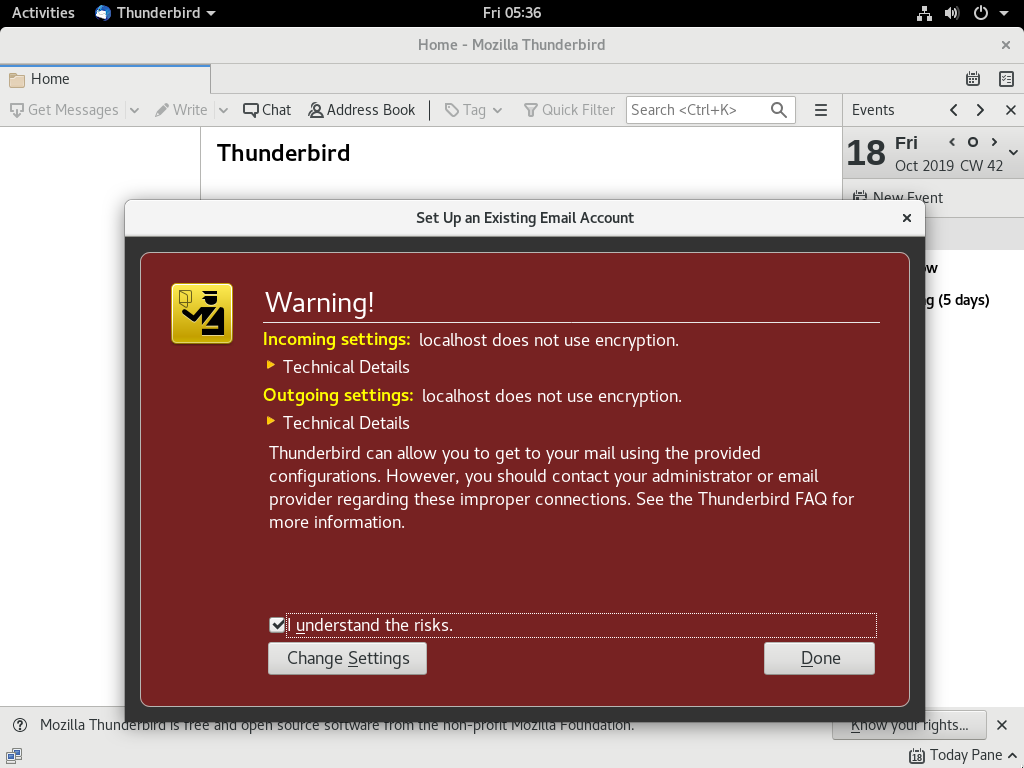 Activities Thunderbird Fri 05:36
Home - Mozilla Thunderbird
Home
Get Messages Write Chat Address Book Tag Quick Filter Search <Ctrl+K> Events
Thunderbird
18 Fri
Oct 2019 CW 42
New Event
Set Up an Existing Email Account
(5 days)
Warning!
Incoming settings: localhost does not use encryption.
Technical Details
Outgoing settings: localhost does not use encryption.
Technical Details
Thunderbird can allow you to get to your mail using the provided
configurations. However, you should contact your administrator or email
provider regarding these improper connections. See the Thunderbird FAQ for
more information.
I understand the risks.
Change Settings Done
Mozilla Thunderbird is free and open source software from the non-profit Mozilla Foundation. Know your rights...
18 Today Pane